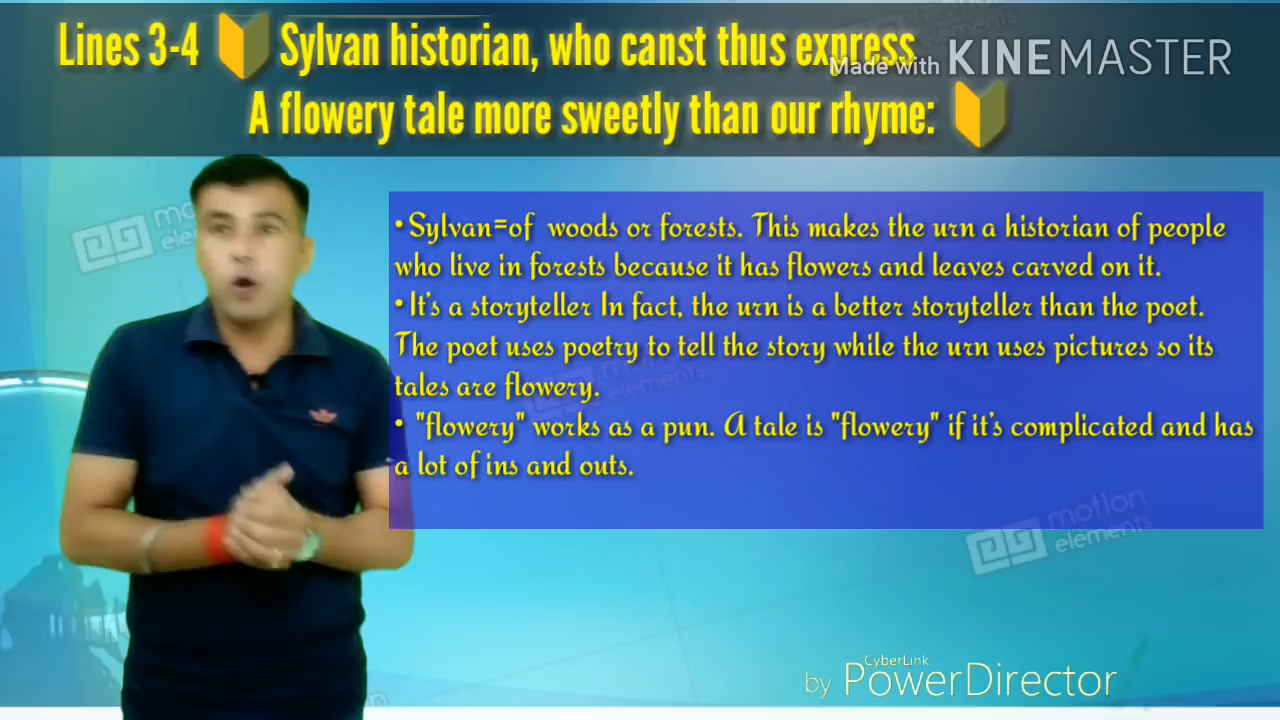 Lines 3-4 🔰 Sylvan historian, who canst thus express
Made with KINEMASTER
A flowery tale more sweetly than our rhyme: 🔰
•Sylvan=of woods or forests. This makes the urn a historian of people
who live in forests because it has flowers and leaves carved on it.
•It's a storyteller In fact, the urn is a better storyteller than the poet.
The poet uses poetry to tell the story while the urn uses pictures so its
tales are flowery.
• "flowery" works as a pun. A tale is "flowery" if it's complicated and has
a lot of ins and outs.
motion
elements
CyberLink
by PowerDirector